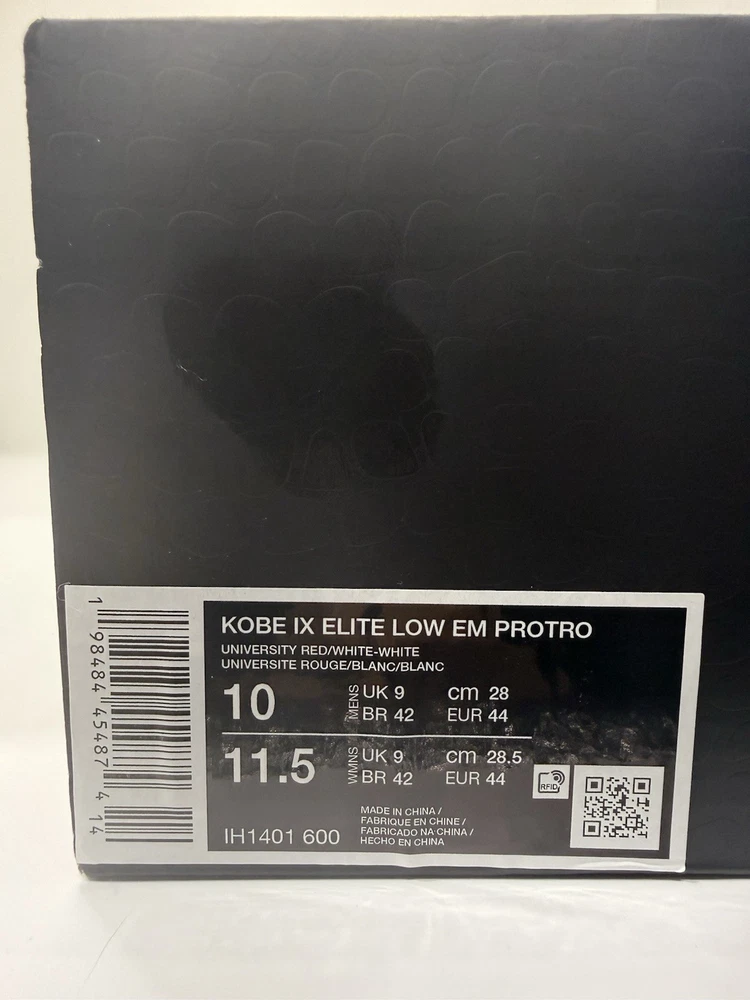 KOBE IX ELITE LOW EM PROTRO
UNIVERSITY RED/WHITE-WHITE
UNIVERSITE ROUGE/BLANC/BLANC
10
MENS
UK 9
cm 28
BR 42
EUR 44
11.5
WMNS
UK 9
cm 28.5
BR 42
EUR 44
RFID
MADE IN CHINA /
FABRIQUE EN CHINE /
FABRICADO NA CHINA /
HECHO EN CHINA
IH1401 600
1 98484 45487 4 14